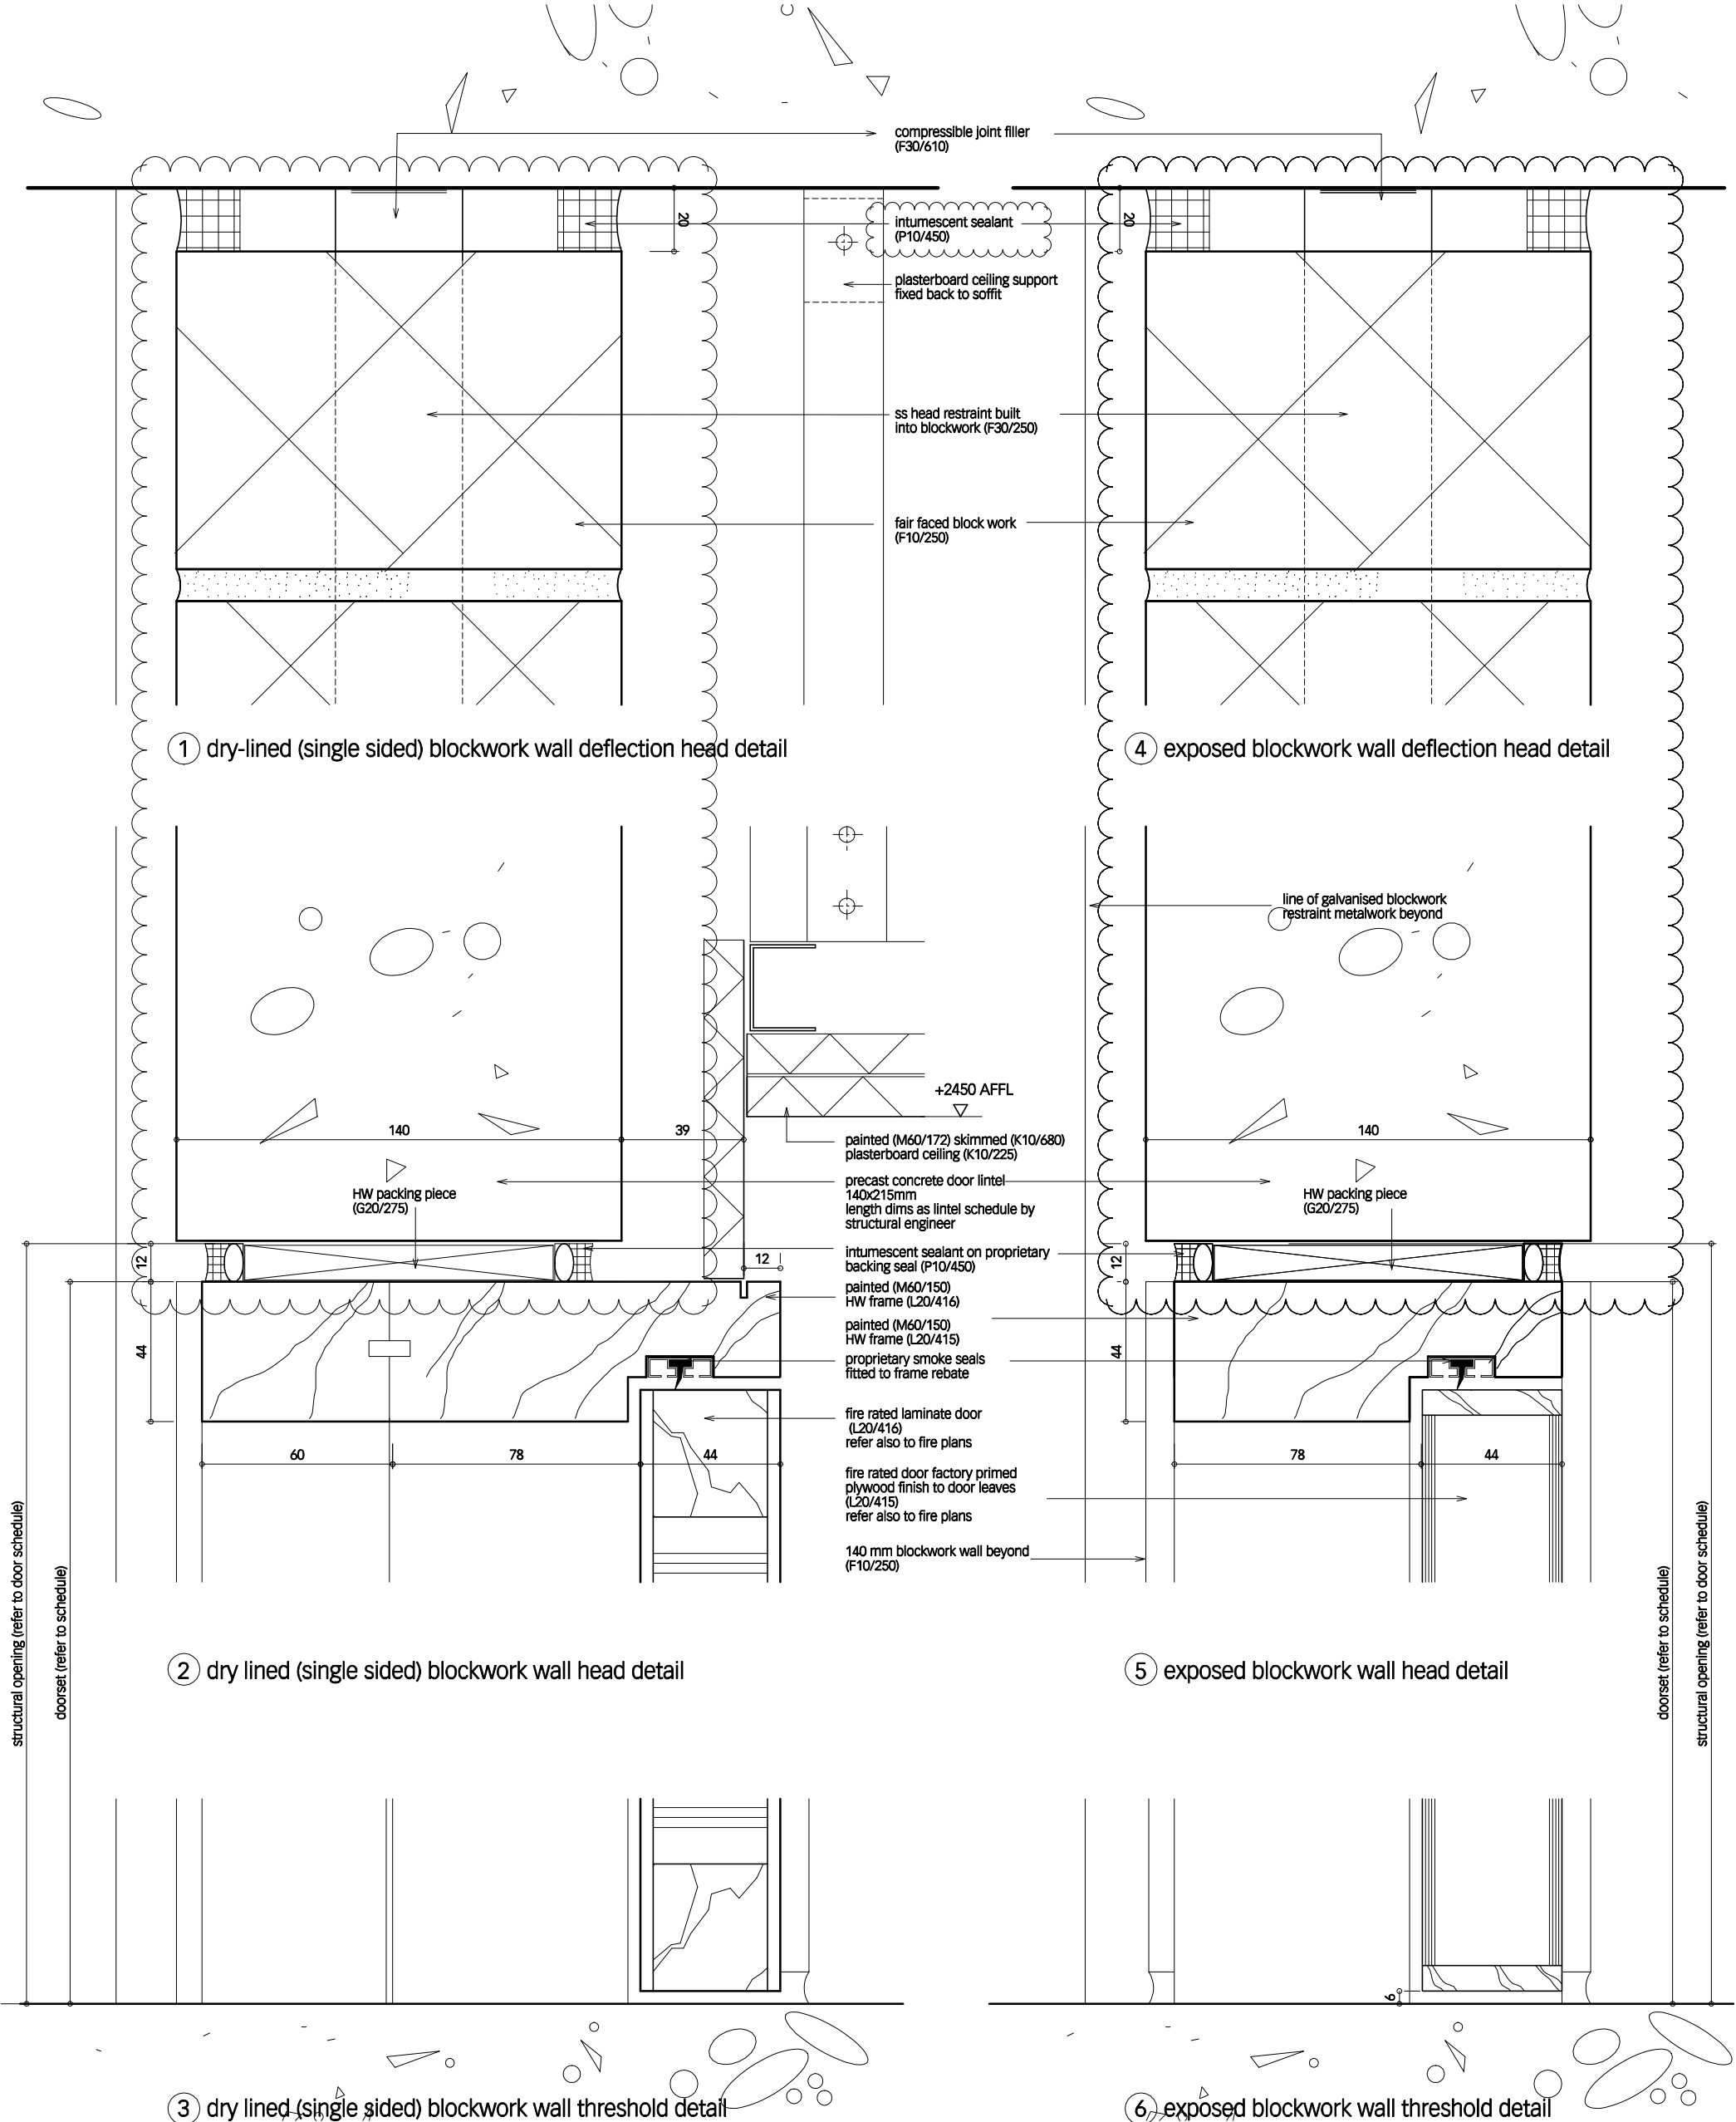 compressible joint filler
(F30/610)
20
intumescent sealant
(P10/450)
20
plasterboard ceiling support
fixed back to soffit
ss head restraint built
into blockwork (F30/250)
fair faced block work
(F10/250)
1 dry-lined (single sided) blockwork wall deflection head detail
4 exposed blockwork wall deflection head detail
line of galvanised blockwork
restraint metalwork beyond
+2450 AFFL
140
39
140
painted (M60/172) skimmed (K10/680)
plasterboard ceiling (K10/225)
precast concrete door lintel
140x215mm
length dims as lintel schedule by
structural engineer
HW packing piece
(G20/275)
HW packing piece
(G20/275)
12
12
12
intumescent sealant on proprietary
backing seal (P10/450)
painted (M60/150)
HW frame (L20/416)
painted (M60/150)
HW frame (L20/415)
44
44
proprietary smoke seals
fitted to frame rebate
fire rated laminate door
(L20/416)
refer also to fire plans
60
78
44
78
44
fire rated door factory primed
plywood finish to door leaves
(L20/415)
refer also to fire plans
140 mm blockwork wall beyond
(F10/250)
structural opening (refer to door schedule)
doorset (refer to schedule)
doorset (refer to schedule)
structural opening (refer to door schedule)
2 dry lined (single sided) blockwork wall head detail
5 exposed blockwork wall head detail
6
3 dry lined (single sided) blockwork wall threshold detail
6 exposed blockwork wall threshold detail